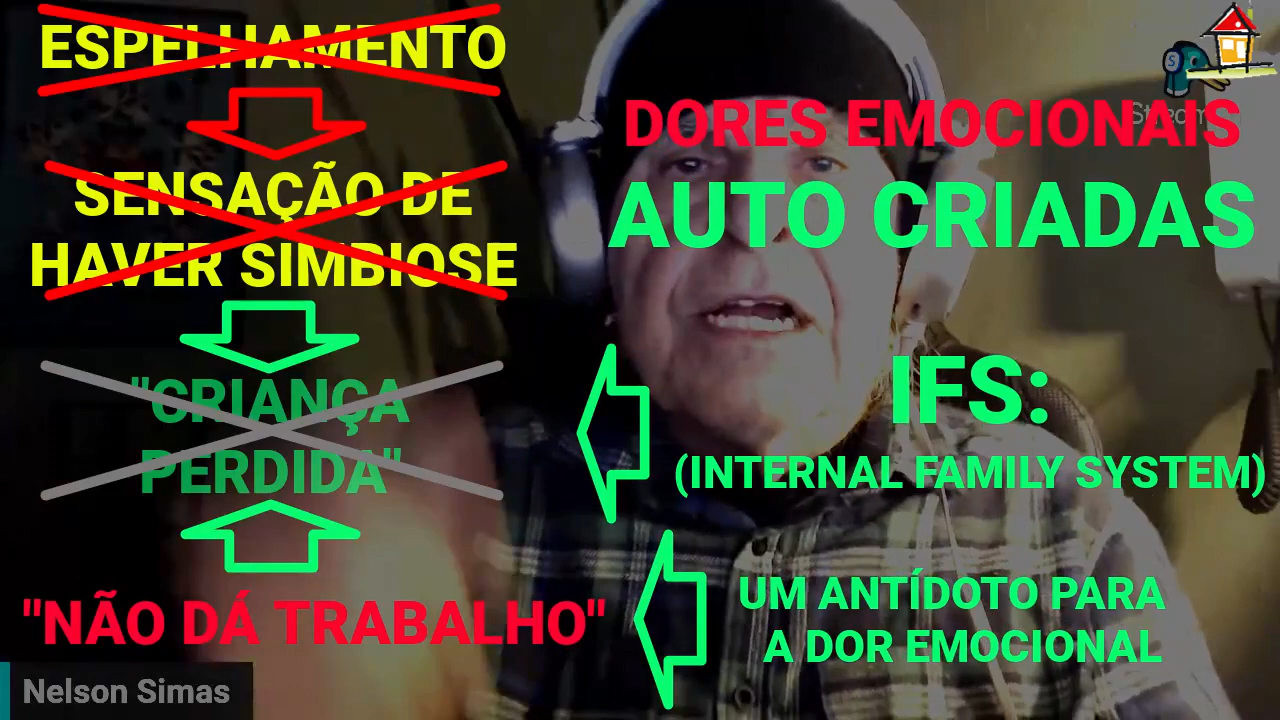 ESPELHAMENTO
SENSAÇÃO DE
HAVER SIMBIOSE
"CRIANÇA
PERDIDA"
"NÃO DÁ TRABALHO"
Nelson Simas
S
Stream
DORES EMOCIONAIS
AUTO CRIADAS
IFS:
(INTERNAL FAMILY SYSTEM)
UM ANTÍDOTO PARA
A DOR EMOCIONAL